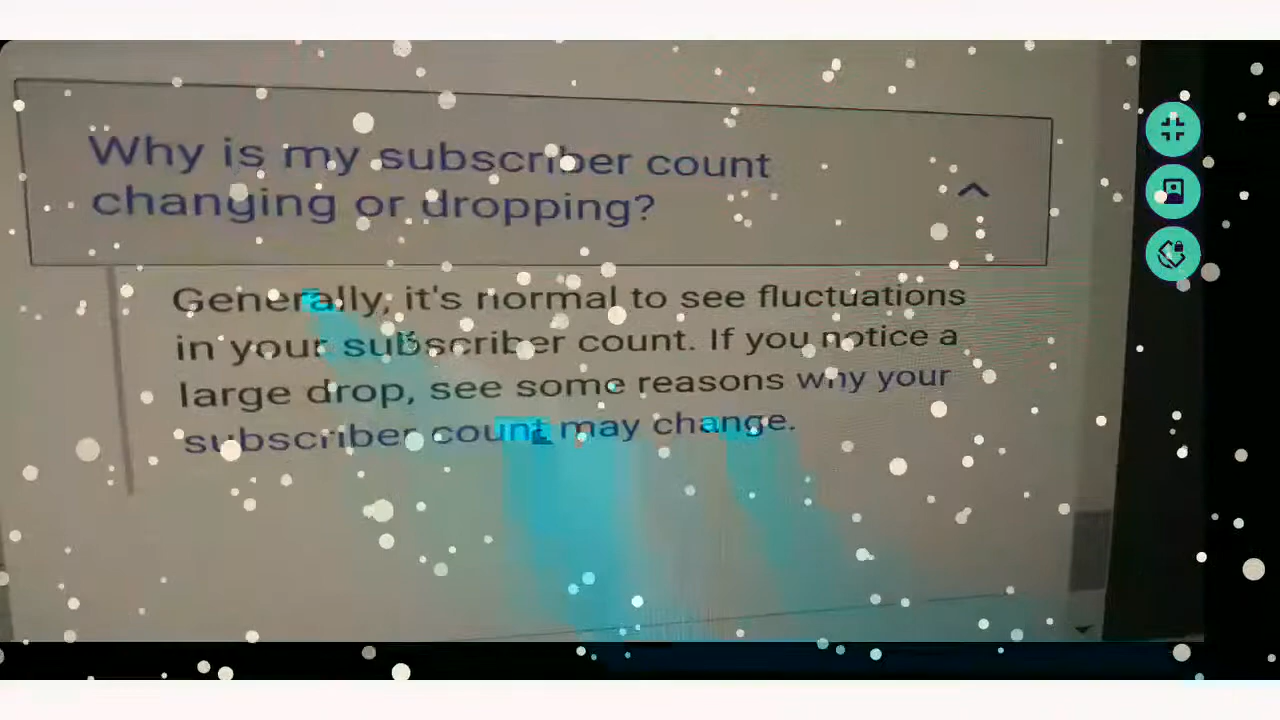 Why is my subscriber count
changing or dropping?
Generally, it's normal to see fluctuations
in your subscriber count. If you notice a
large drop, see some reasons why your
subscriber count may change.